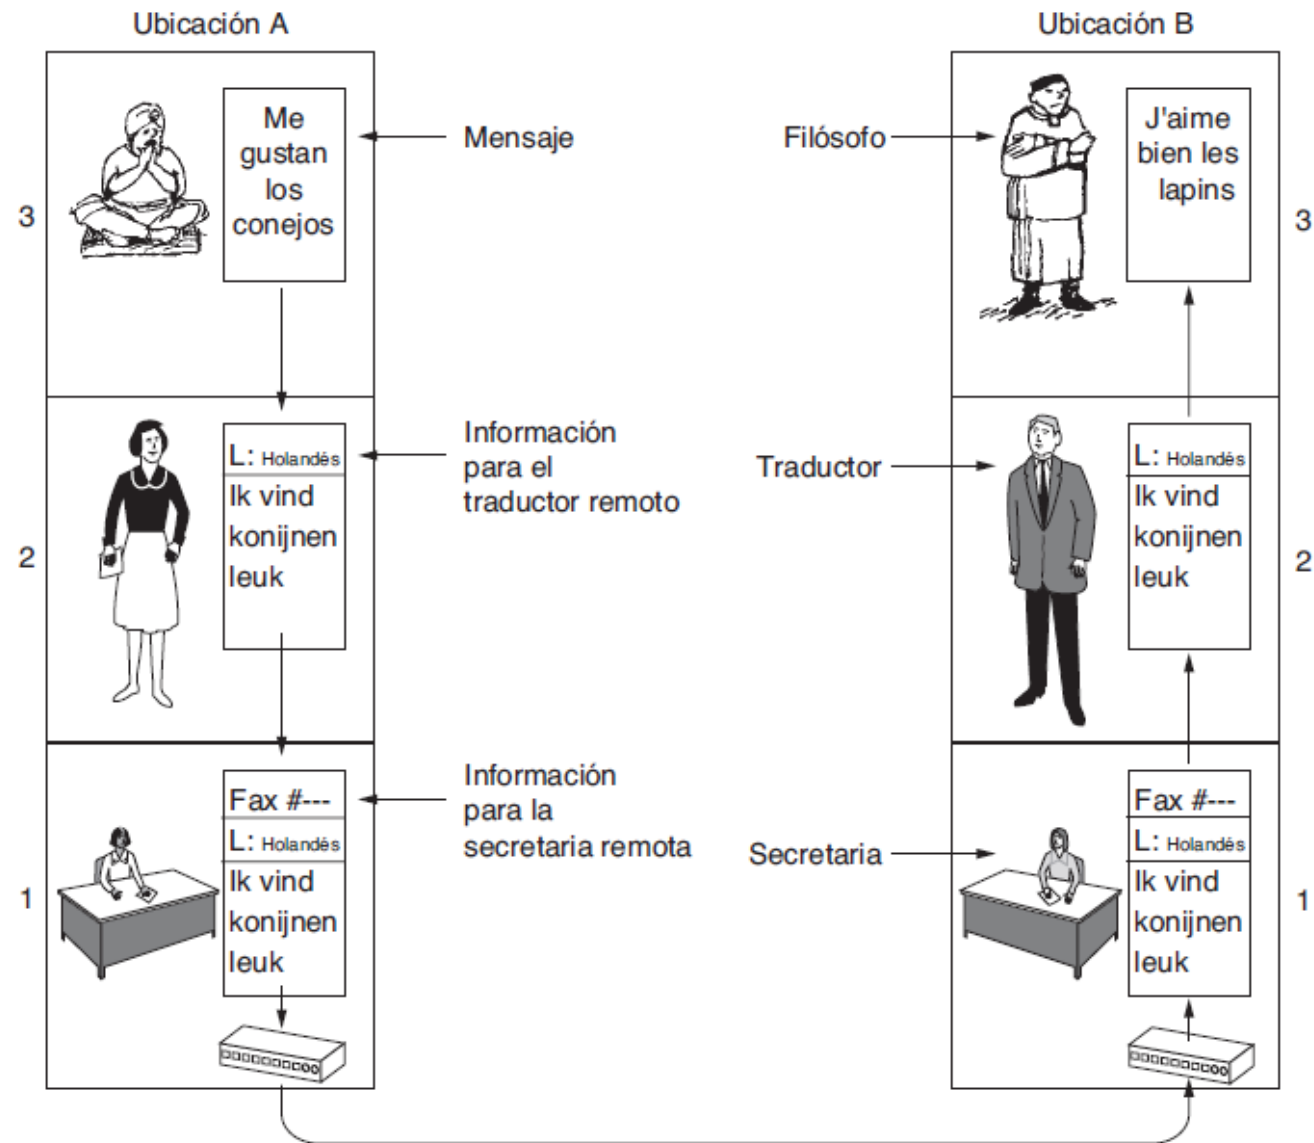 Ubicación A
Ubicación B
3
Me
gustan
los
conejos
Mensaje
Filósofo
J'aime
bien les
lapins
3
2
L: Holandés
Ik vind
konijnen
leuk
Información
para el
traductor remoto
Traductor
L: Holandés
Ik vind
konijnen
leuk
2
1
Fax #---
L: Holandés
Ik vind
konijnen
leuk
Información
para la
secretaria remota
Secretaria
Fax #---
L: Holandés
Ik vind
konijnen
leuk
1